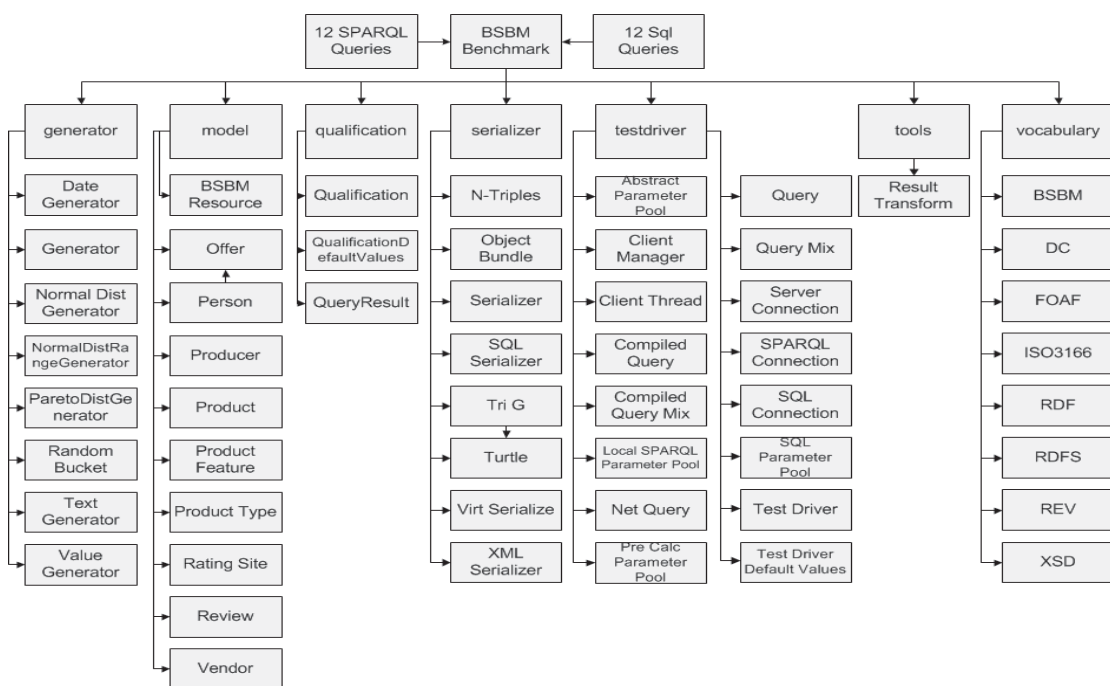 12 SPARQL
Queries
BSBM
Benchmark
12 Sql
Queries
generator
model
qualification
serializer
testdriver
tools
vocabulary
Date
Generator
Generator
Normal Dist
Generator
NormalDistRa
ngeGenerator
ParetoDistGe
nerator
Random
Bucket
Text
Generator
Value
Generator
BSBM
Resource
Offer
Person
Producer
Product
Product
Feature
Product Type
Rating Site
Review
Vendor
Qualification
QualificationD
efaultValues
QueryResult
N-Triples
Object
Bundle
Serializer
SQL
Serializer
Tri G
Turtle
Virt Serialize
XML
Serializer
Abstract
Parameter
Pool
Client
Manager
Client Thread
Compiled
Query
Compiled
Query Mix
Local SPARQL
Parameter Pool
Net Query
Pre Calc
Parameter
Pool
Query
Query Mix
Server
Connection
SPARQL
Connection
SQL
Connection
SQL
Parameter
Pool
Test Driver
Test Driver
Default Values
Result
Transform
BSBM
DC
FOAF
ISO3166
RDF
RDFS
REV
XSD